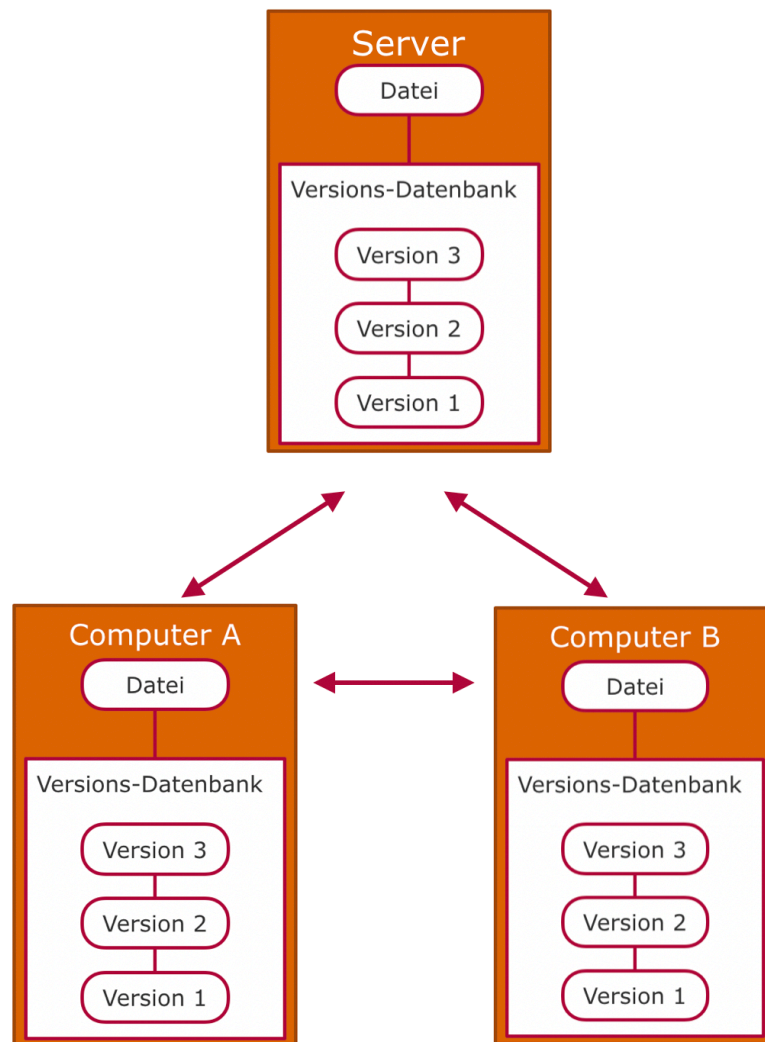 Server
Datei
Versions-Datenbank
Version 3
Version 2
Version 1
Computer A
Datei
Versions-Datenbank
Version 3
Version 2
Version 1
Computer B
Datei
Versions-Datenbank
Version 3
Version 2
Version 1